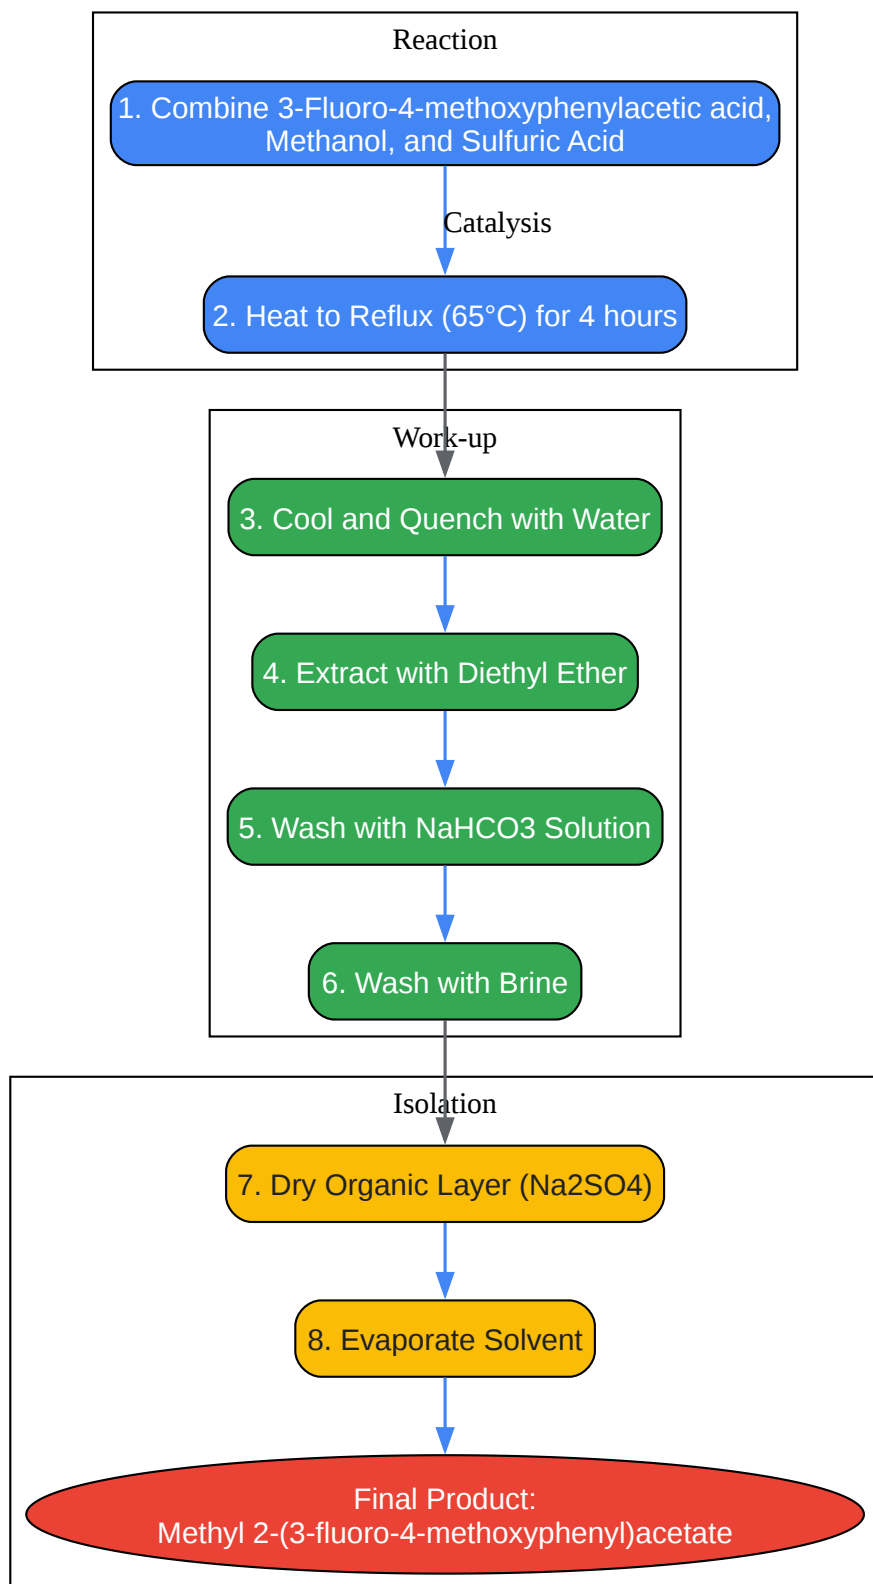 Reaction
1. Combine 3-Fluoro-4-methoxyphenylacetic acid,
Methanol, and Sulfuric Acid
Catalysis
2. Heat to Reflux (65°C) for 4 hours
Work-up
3. Cool and Quench with Water
4. Extract with Diethyl Ether
5. Wash with NaHCO3 Solution
6. Wash with Brine
Isolation
7. Dry Organic Layer (Na2SO4)
8. Evaporate Solvent
Final Product:
Methyl 2-(3-fluoro-4-methoxyphenyl)acetate